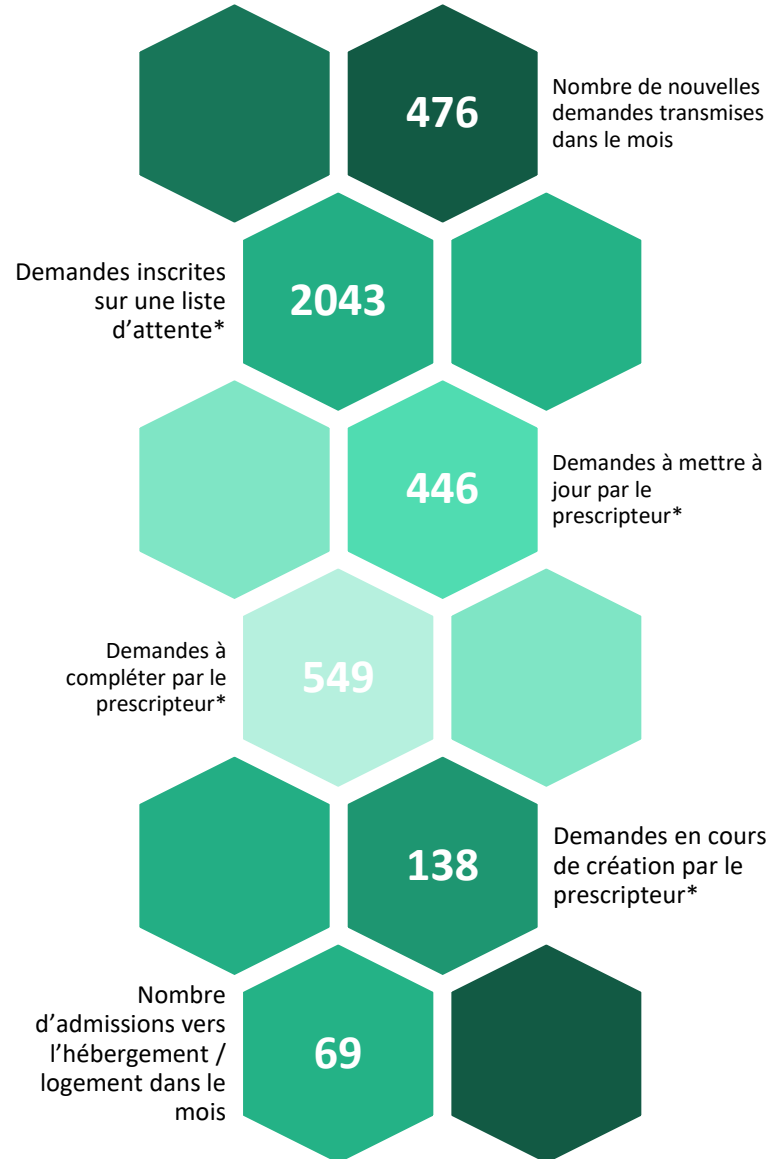 476
Nombre de nouvelles
demandes transmises
dans le mois
Demandes inscrites
sur une liste
d’attente*
2043
446
Demandes à mettre à
jour par le
prescripteur*
Demandes à
compléter par le
prescripteur*
549
138
Demandes en cours
de création par le
prescripteur*
Nombre
d’admissions vers
l’hébergement /
logement dans le
mois
69